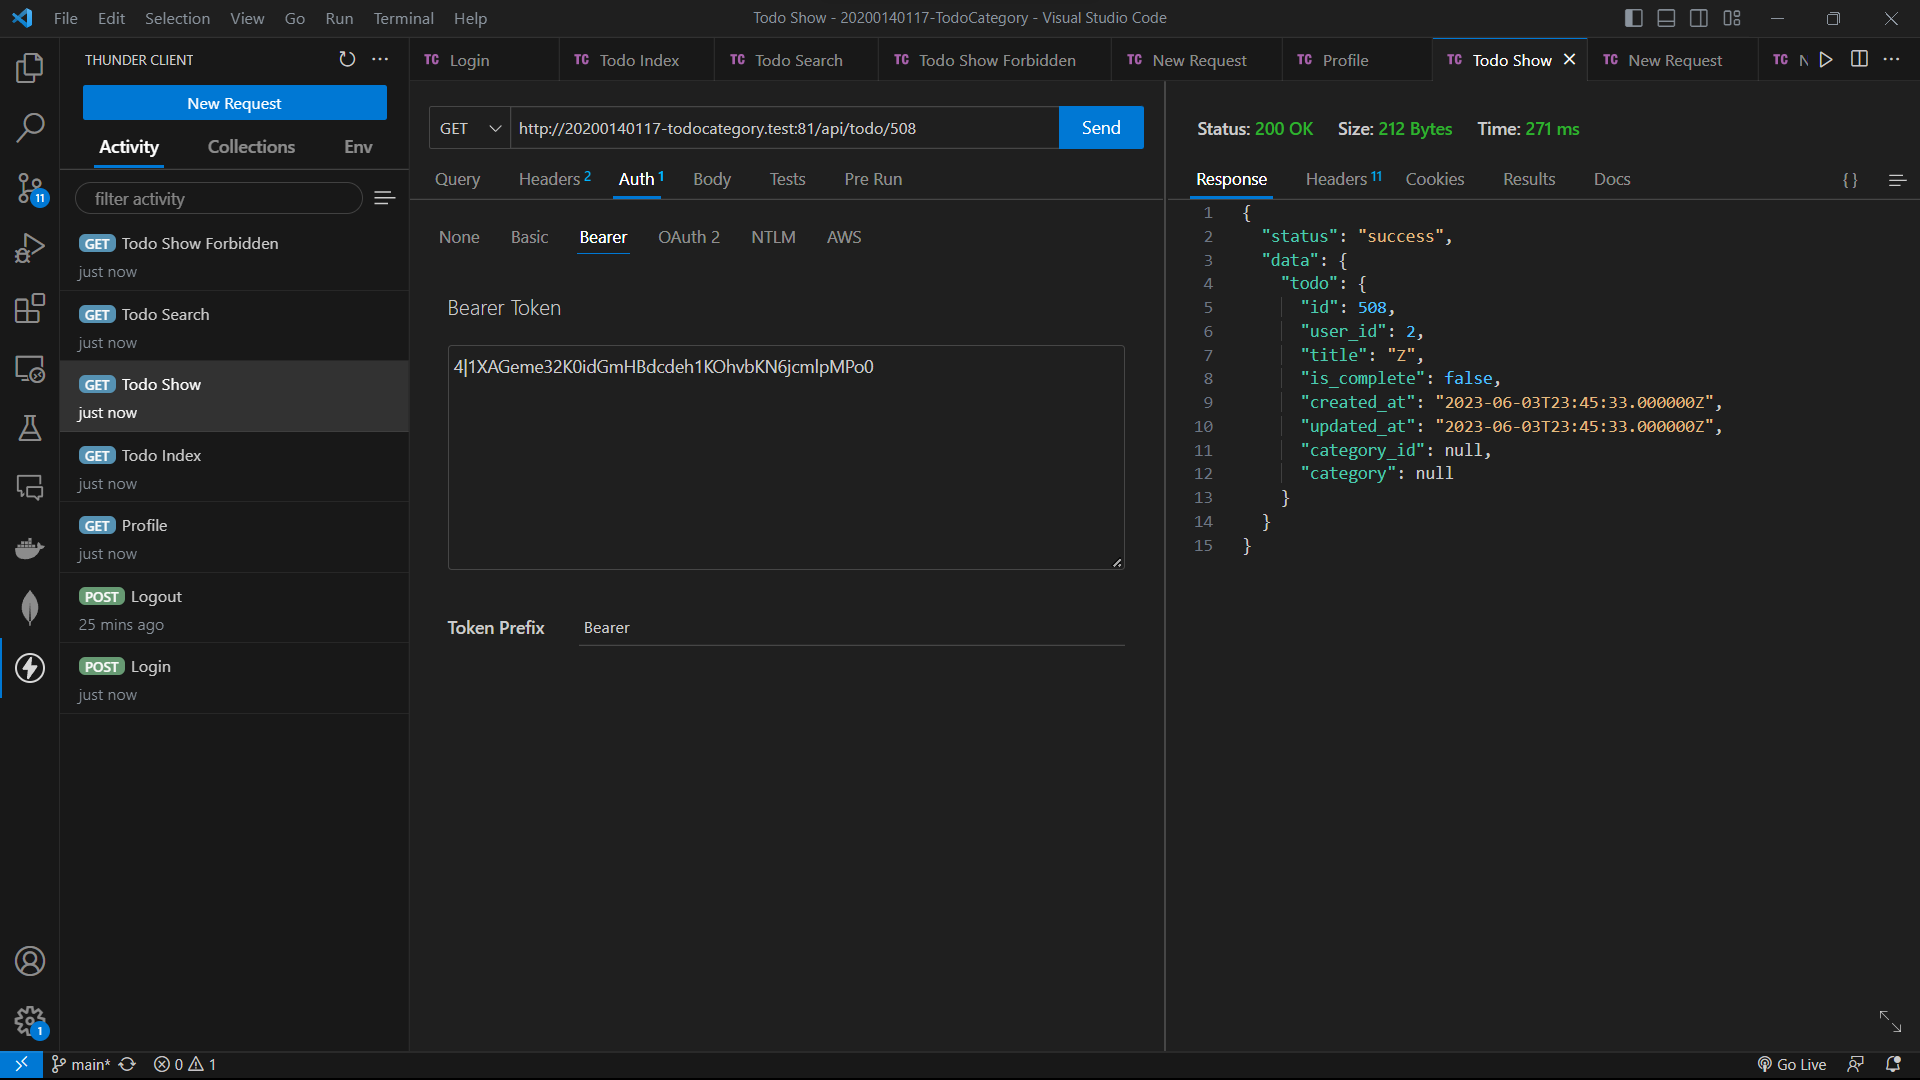 File Edit Selection View Go Run Terminal Help
Todo Show - 20200140117-TodoCategory - Visual Studio Code
THUNDER CLIENT
New Request
Activity Collections Env
filter activity
GET Todo Show Forbidden
just now
GET Todo Search
just now
GET Todo Show
just now
GET Todo Index
just now
GET Profile
just now
POST Logout
25 mins ago
POST Login
just now
TC Login TC Todo Index TC Todo Search TC Todo Show Forbidden TC New Request TC Profile TC Todo Show TC New Request TC N
GET http://20200140117-todocategory.test:81/api/todo/508 Send
Query Headers 2 Auth 1 Body Tests Pre Run
None Basic Bearer OAuth 2 NTLM AWS
Bearer Token
4|1XAGeme32K0idGmHBdcdeh1KOhvbKN6jcmlpMPo0
Token Prefix Bearer
Status: 200 OK Size: 212 Bytes Time: 271 ms
Response Headers 11 Cookies Results Docs { }
1 {
2 "status": "success",
3 "data": {
4 "todo": {
5 "id": 508,
6 "user_id": 2,
7 "title": "Z",
8 "is_complete": false,
9 "created_at": "2023-06-03T23:45:33.000000Z",
10 "updated_at": "2023-06-03T23:45:33.000000Z",
11 "category_id": null,
12 "category": null
13 }
14 }
15 }
11
1
main* 0 1 Go Live